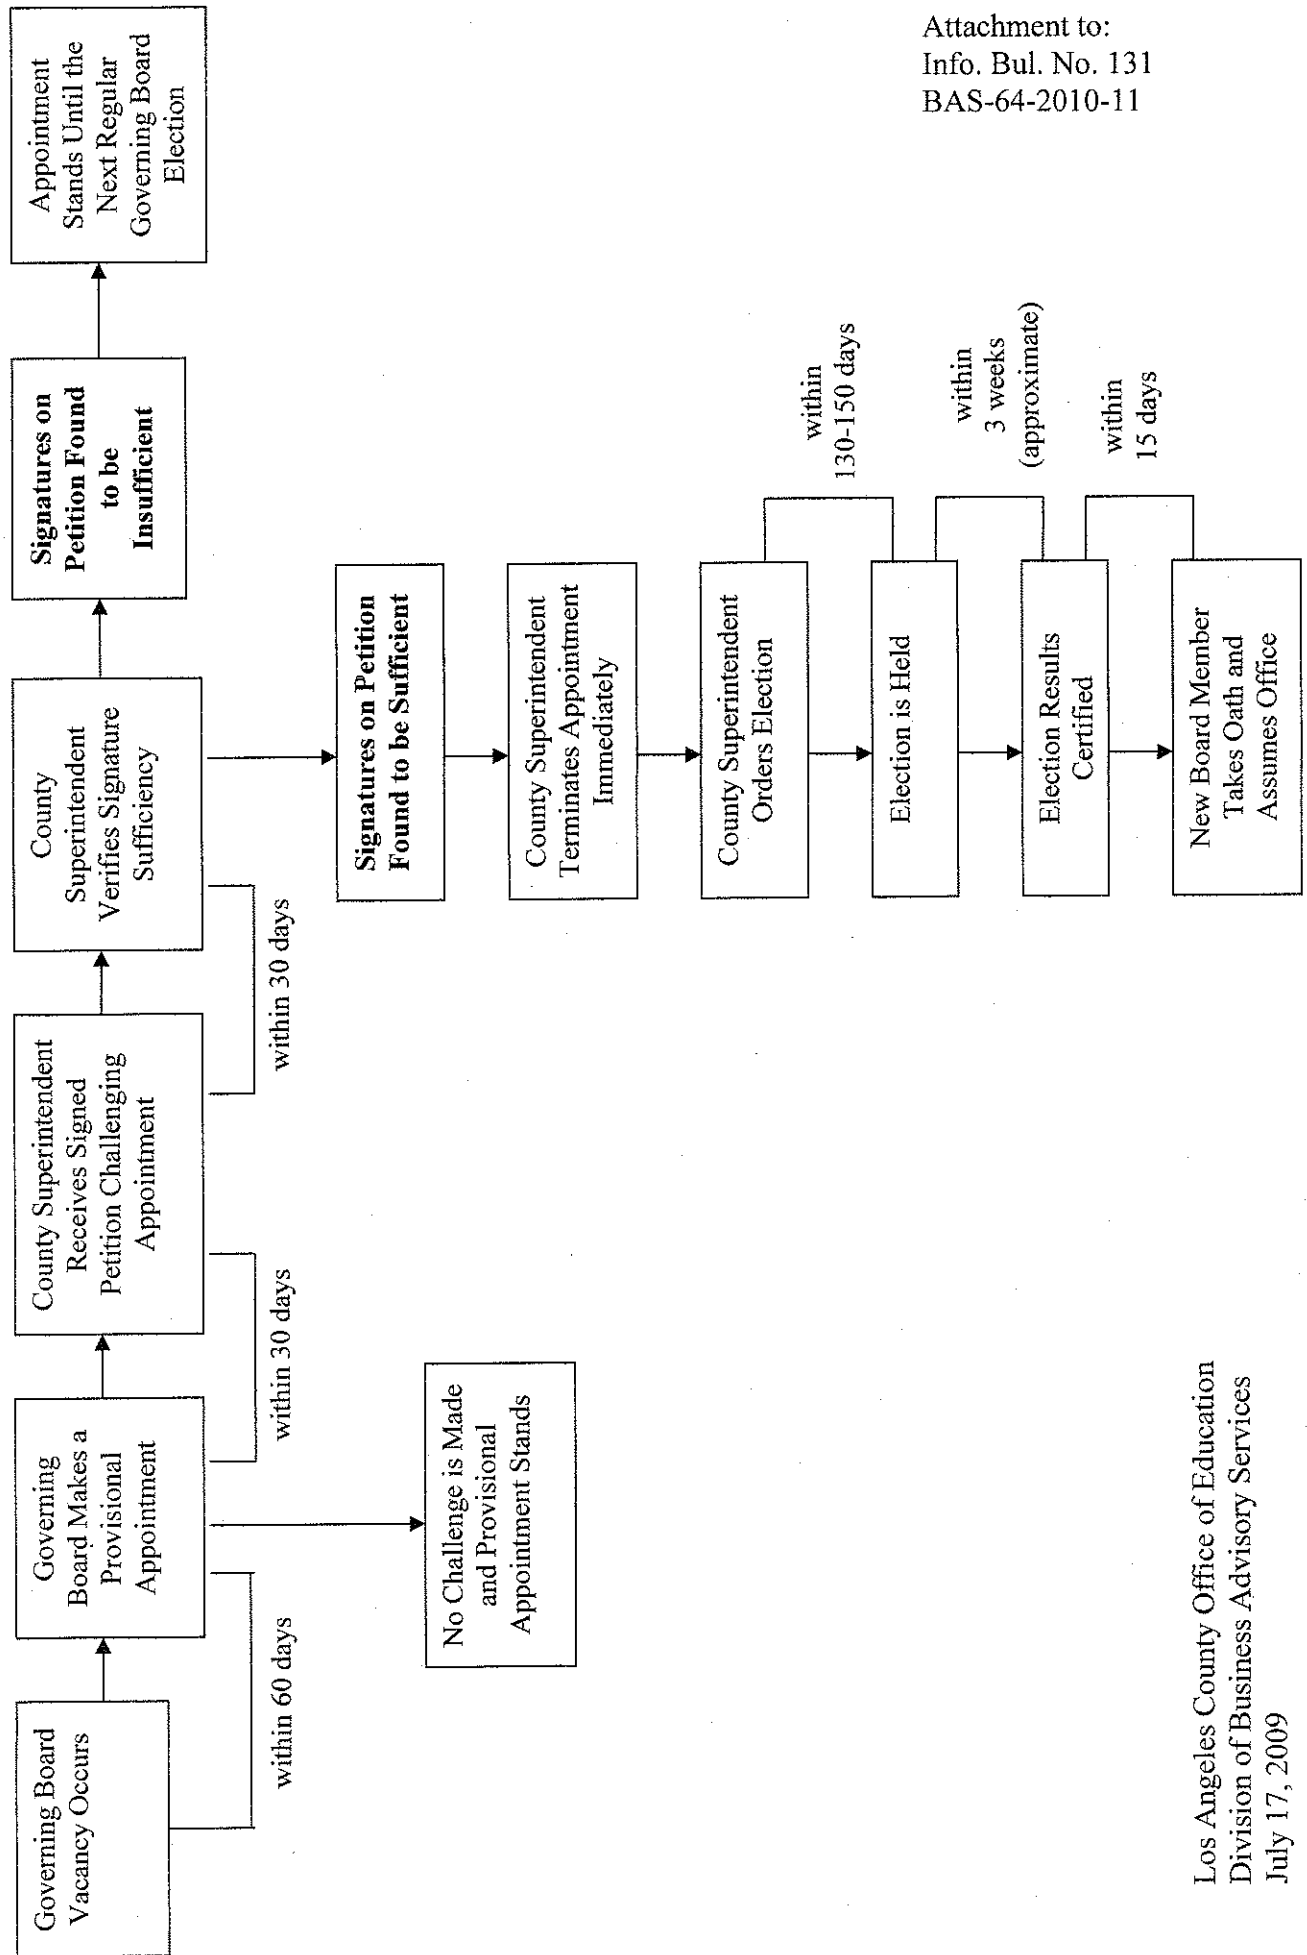 Attachment to:
Info. Bul. No. 131
BAS-64-2010-11
Governing Board
Vacancy Occurs
within 60 days
Governing
Board Makes a
Provisional
Appointment
within 30 days
County Superintendent
Receives Signed
Petition Challenging
Appointment
within 30 days
County
Superintendent
Verifies Signature
Sufficiency
Signatures on
Petition Found
to be
Insufficient
Appointment
Stands Until the
Next Regular
Governing Board
Election
No Challenge is Made
and Provisional
Appointment Stands
Signatures on Petition
Found to be Sufficient
County Superintendent
Terminates Appointment
Immediately
County Superintendent
Orders Election
within
130-150 days
Election is Held
within
3 weeks
(approximate)
Election Results
Certified
within
15 days
New Board Member
Takes Oath and
Assumes Office
Los Angeles County Office of Education
Division of Business Advisory Services
July 17, 2009